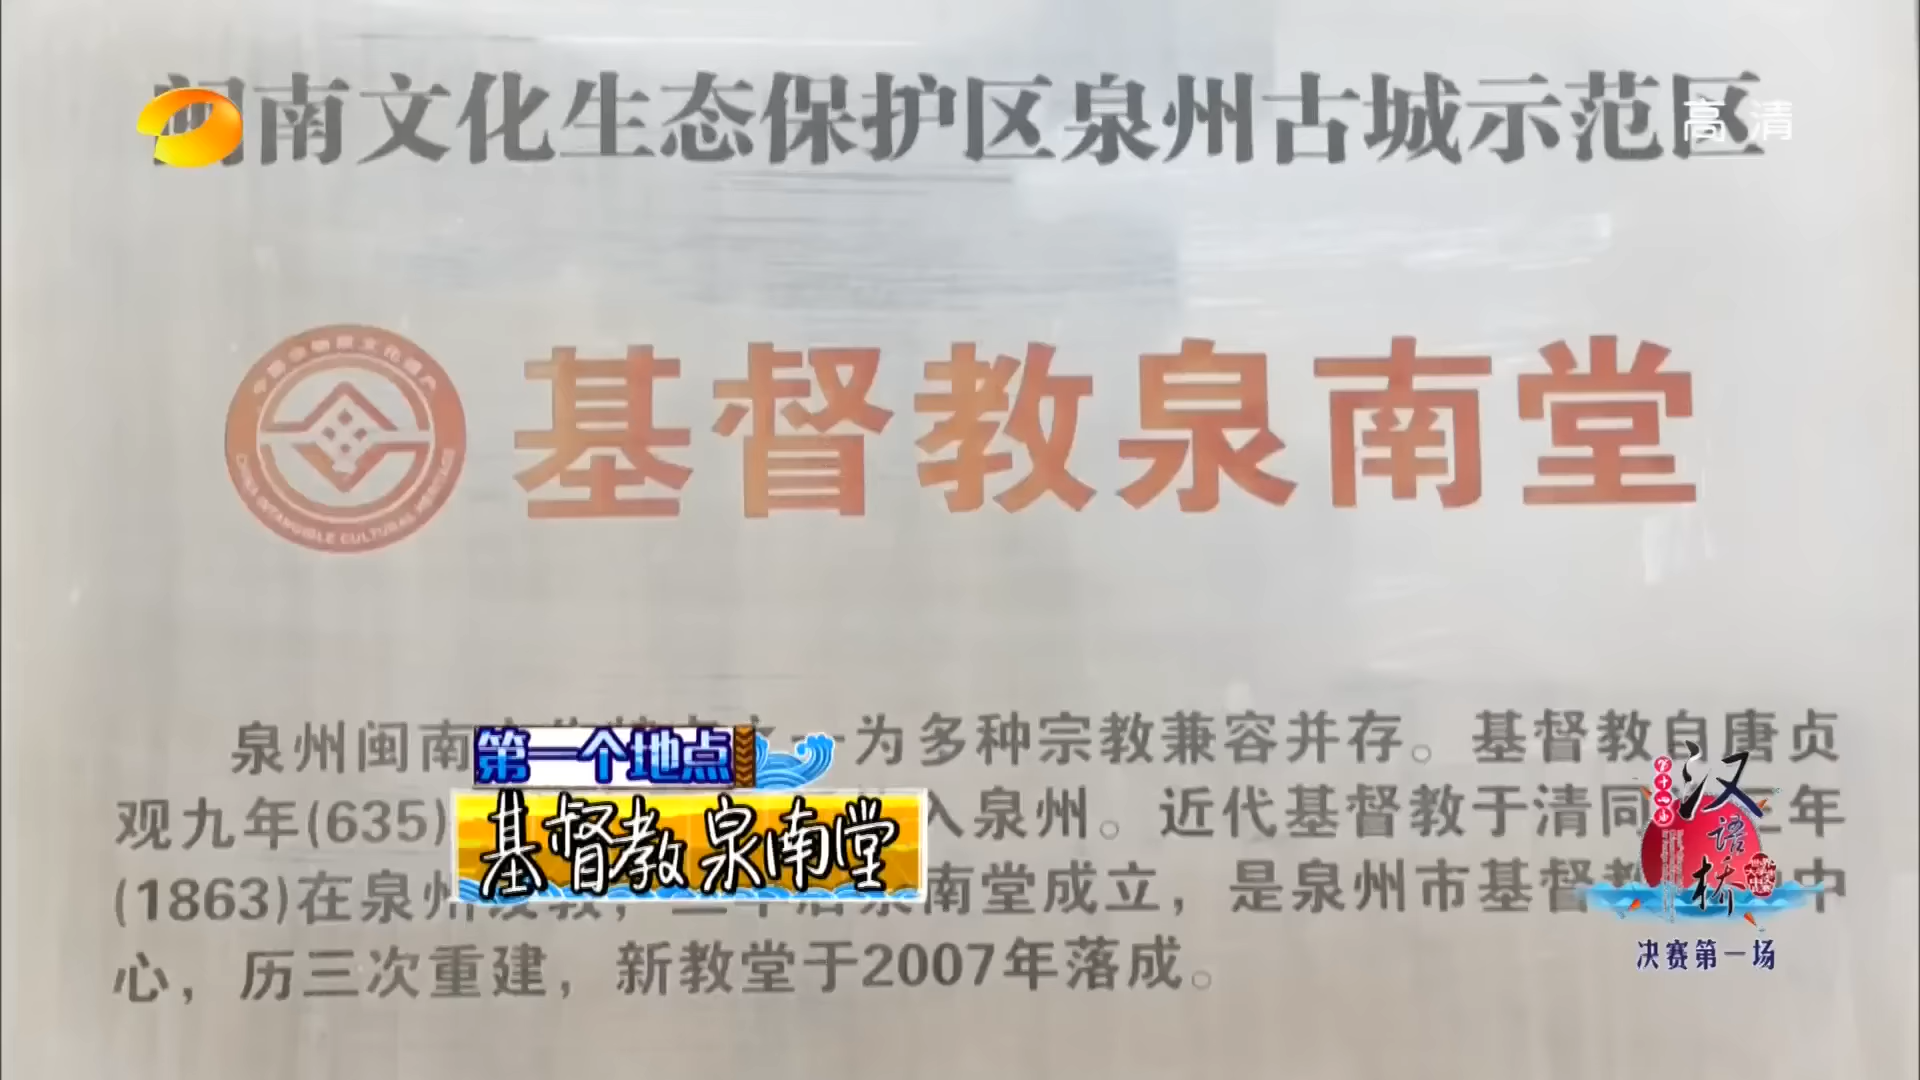 闽南文化生态保护区泉州古城示范区
高清
基督教泉南堂
CHINA INTANGIBLE CULTURAL HERITAGE
泉州闽南 为多种宗教兼容并存。基督教自唐贞
第一个地点
观九年(635) 入泉州。近代基督教于清同 三年
基督教泉南堂
(1863)在泉州 南堂成立，是泉州市基督教 中
心，历三次重建，新教堂于2007年落成。
汉语桥
决赛第一场